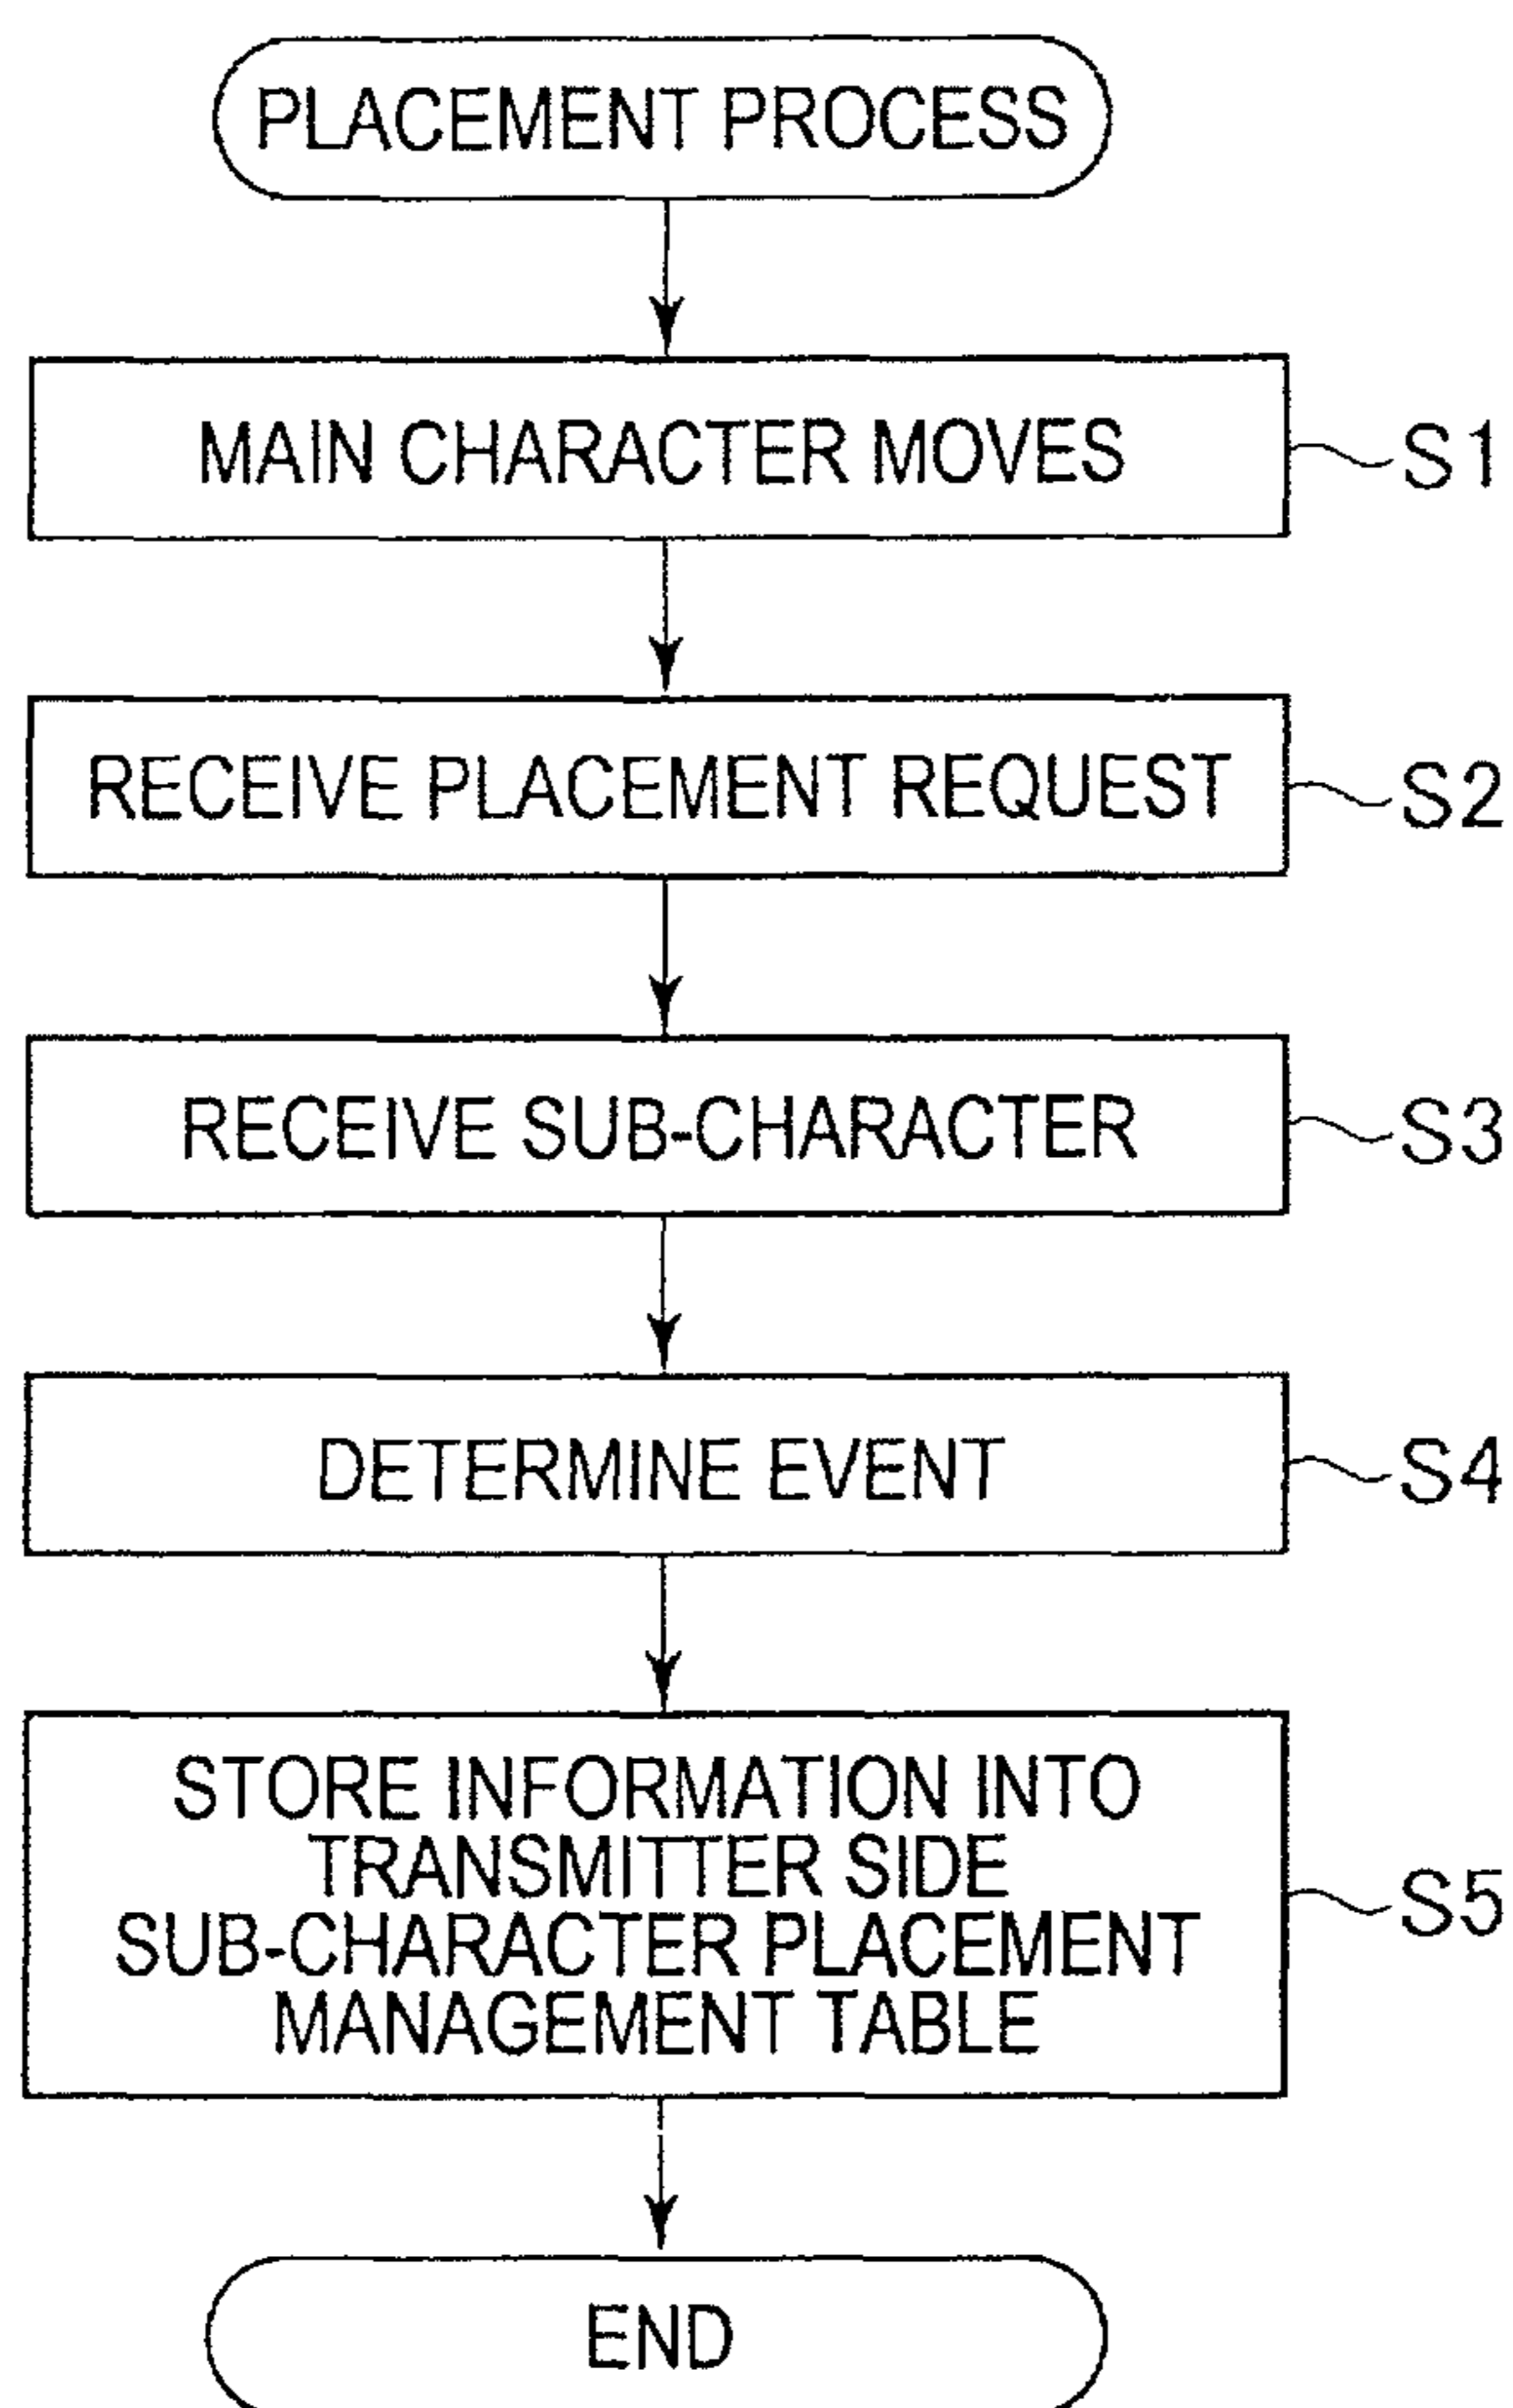 PLACEMENT PROCESS
MAIN CHARACTER MOVES
S1
RECEIVE PLACEMENT REQUEST
S2
RECEIVE SUB-CHARACTER
S3
DETERMINE EVENT
S4
STORE INFORMATION INTO
TRANSMITTER SIDE
SUB-CHARACTER PLACEMENT
MANAGEMENT TABLE
S5
END